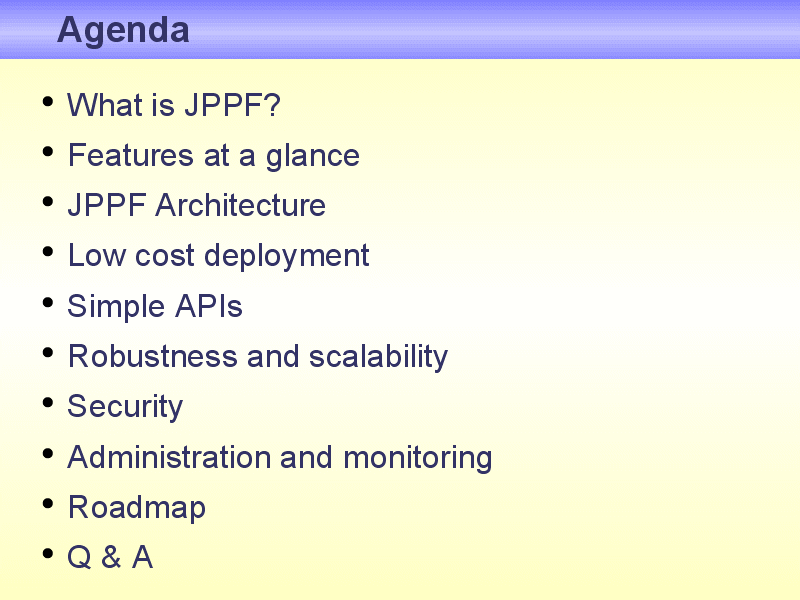 Agenda
• What is JPPF?
• Features at a glance
• JPPF Architecture
• Low cost deployment
• Simple APIs
• Robustness and scalability
• Security
• Administration and monitoring
• Roadmap
• Q & A